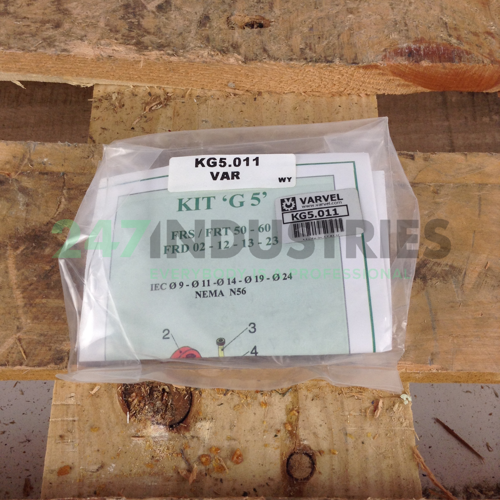 KG5.011
VAR
WY
KIT 'G 5'
VARVEL
KG5.011
FRS / FRT 50 - 60
FRD 02 - 12 - 13 - 23
247INDUSTRIES
IEC Ø 9 - Ø 11 -Ø 14 - Ø 19 - Ø 24
NEMA N56
2
3
4